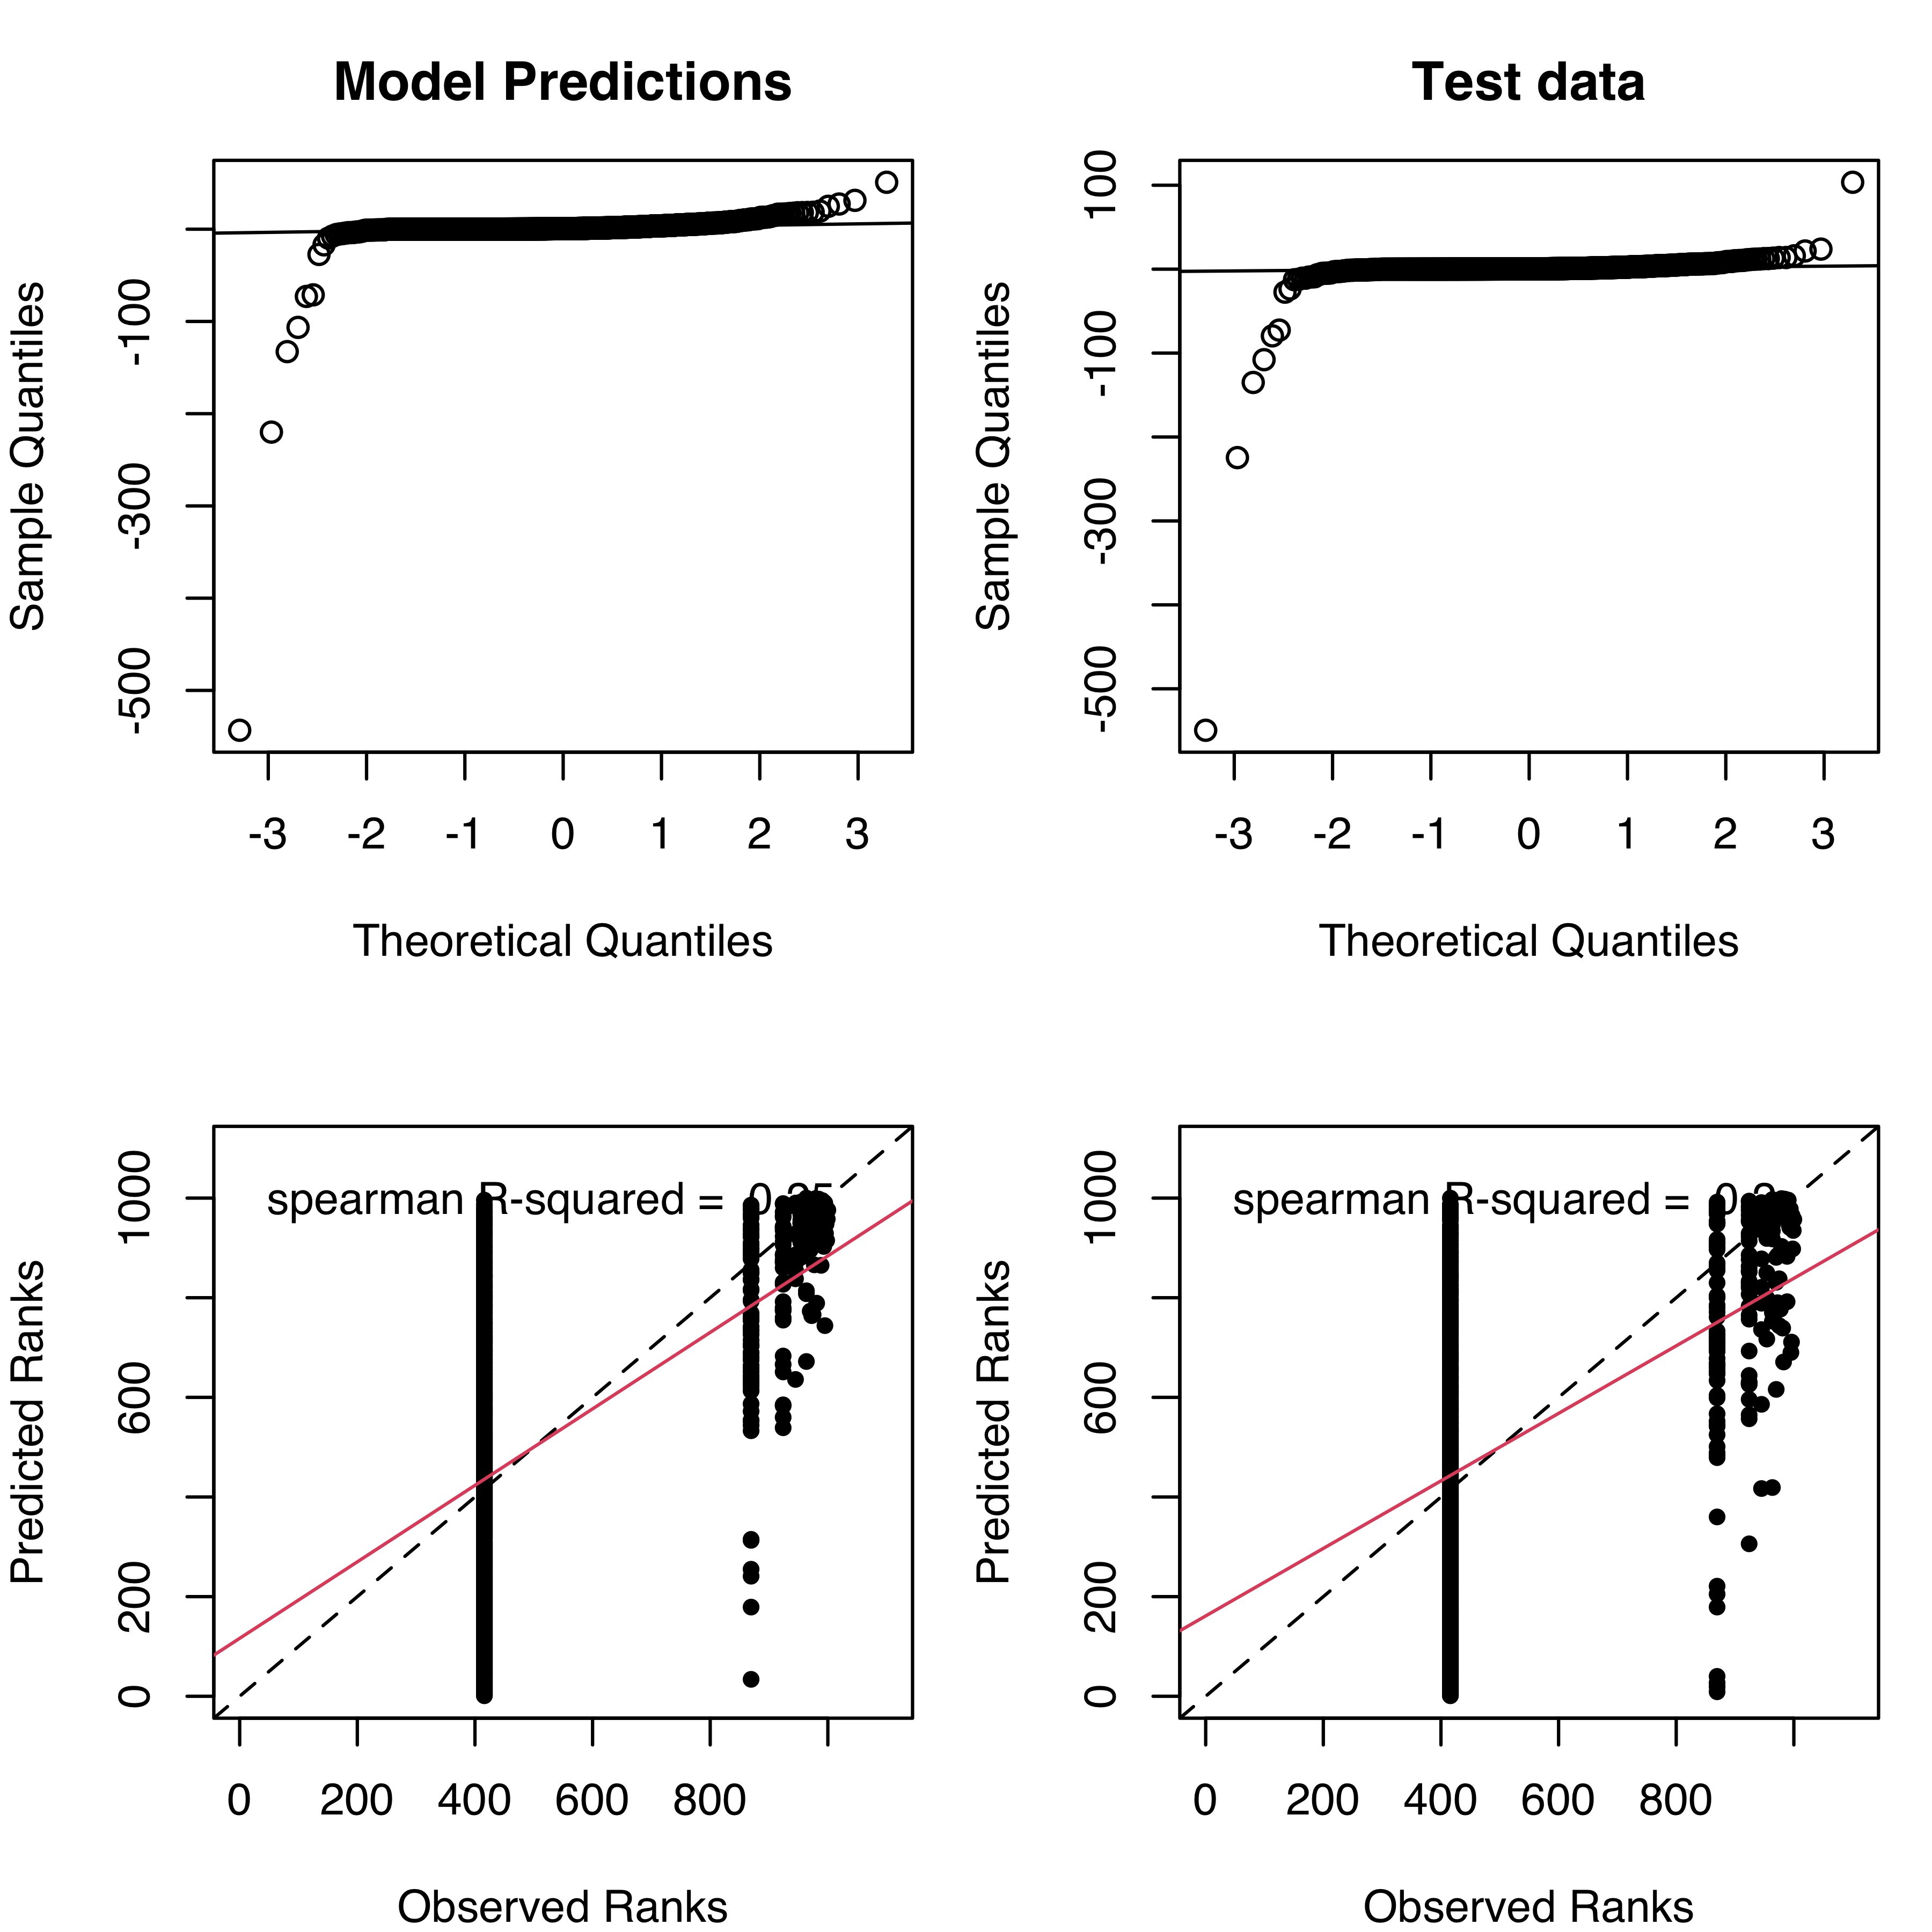 Model Predictions
Sample Quantiles
-100
-300
-500
-3 -2 -1 0 1 2 3
Theoretical Quantiles
Test data
Sample Quantiles
100
-100
-300
-500
-3 -2 -1 0 1 2 3
Theoretical Quantiles
spearman R-squared =
Predicted Ranks
1000
600
200
0
0 200 400 600 800
Observed Ranks
spearman R-squared =
Predicted Ranks
1000
600
200
0
0 200 400 600 800
Observed Ranks